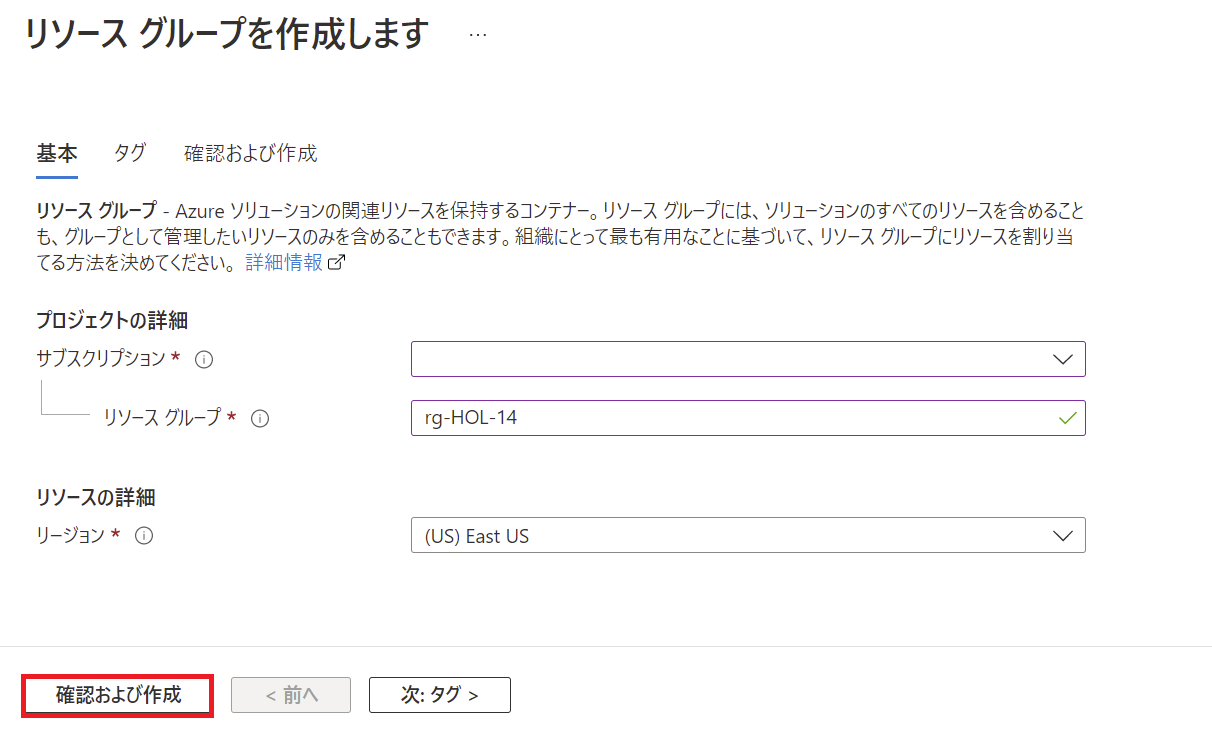 リソース グループを作成します ...
基本 タグ 確認および作成
リソース グループ - Azure ソリューションの関連リソースを保持するコンテナー。リソース グループには、ソリューションのすべてのリソースを含めること
も、グループとして管理したいリソースのみを含めることもできます。組織にとって最も有用なことに基づいて、リソース グループにリソースを割り当
てる方法を決めてください。 詳細情報
プロジェクトの詳細
サブスクリプション *
リソース グループ * rg-HOL-14
リソースの詳細
リージョン * (US) East US
確認および作成 < 前へ 次: タグ >